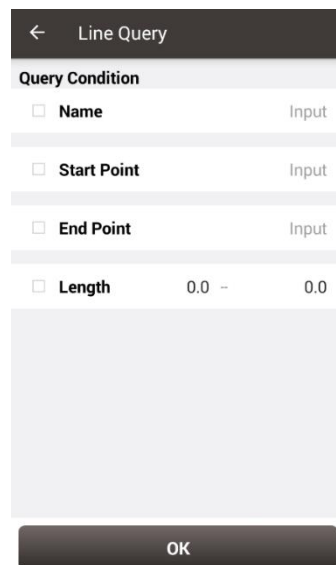 Line Query
Query Condition
Name Input
Start Point Input
End Point Input
Length 0.0 -- 0.0
OK